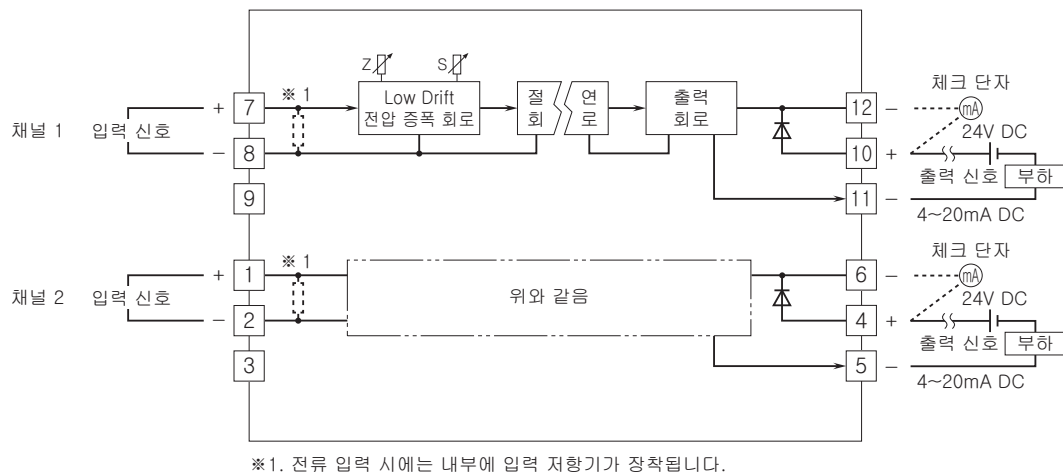 Z S
※1
Low Drift
전압 증폭 회로
절연
회로
출력
회로
체크 단자
mA
24V DC
출력 신호
부하
4~20mA DC
채널 1
입력 신호
+ 7
− 8
9
12 −
10 +
11 −
※1
위와 같음
체크 단자
mA
24V DC
출력 신호
부하
4~20mA DC
채널 2
입력 신호
+ 1
− 2
3
6 −
4 +
5 −
※1. 전류 입력 시에는 내부에 입력 저항기가 장착됩니다.